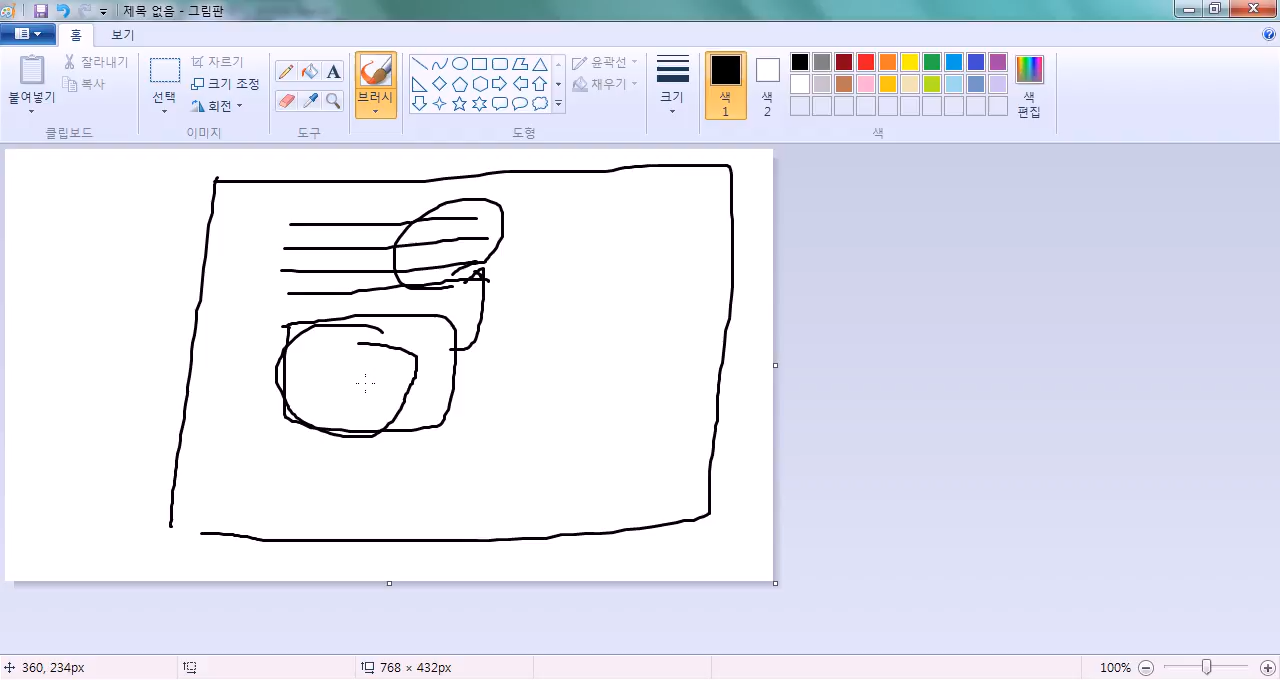 제목 없음 - 그림판
홈
보기
붙여넣기
잘라내기
복사
클립보드
선택
자르기
크기 조정
회전
이미지
A
도구
브러시
윤곽선
채우기
도형
크기
색
1
색
2
색
편집
색
360, 234px
768 × 432px
100%